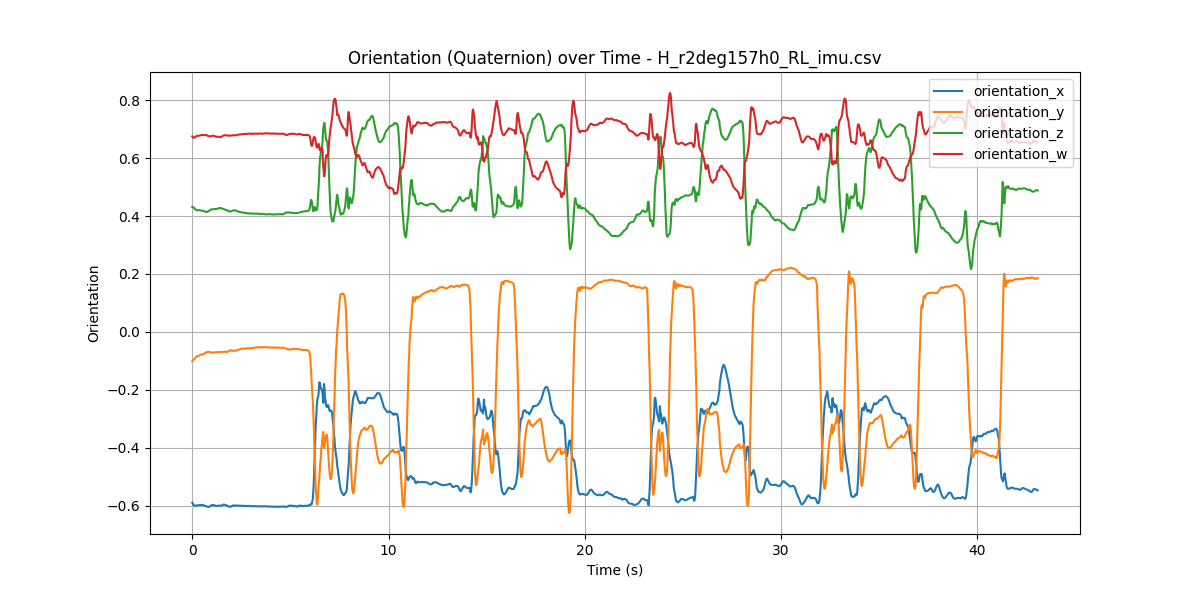 Orientation (Quaternion) over Time - H_r2deg157h0_RL_imu.csv
orientation_x
orientation_y
orientation_z
orientation_w
0.8
0.6
0.4
0.2
0.0
−0.2
−0.4
−0.6
Orientation
0 10 20 30 40
Time (s)